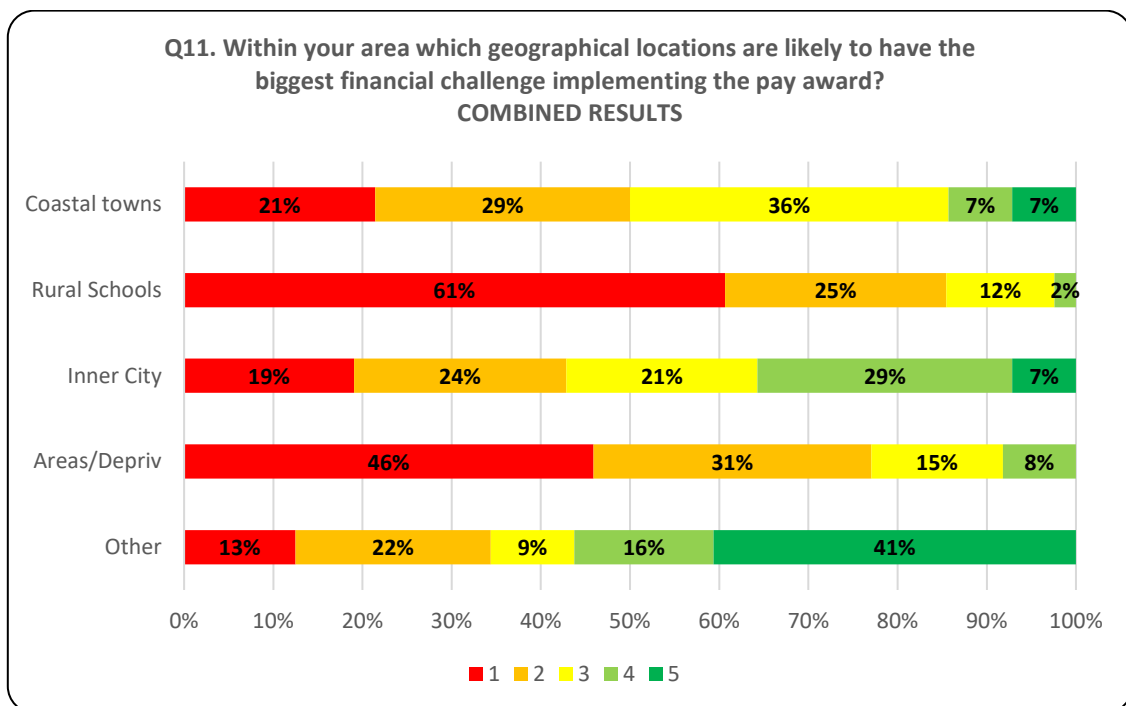 Q11. Within your area which geographical locations are likely to have the
biggest financial challenge implementing the pay award?
COMBINED RESULTS
Coastal towns 21% 29% 36% 7% 7%
Rural Schools 61% 25% 12% 2%
Inner City 19% 24% 21% 29% 7%
Areas/Depriv 46% 31% 15% 8%
Other 13% 22% 9% 16% 41%
0% 10% 20% 30% 40% 50% 60% 70% 80% 90% 100%
1 2 3 4 5